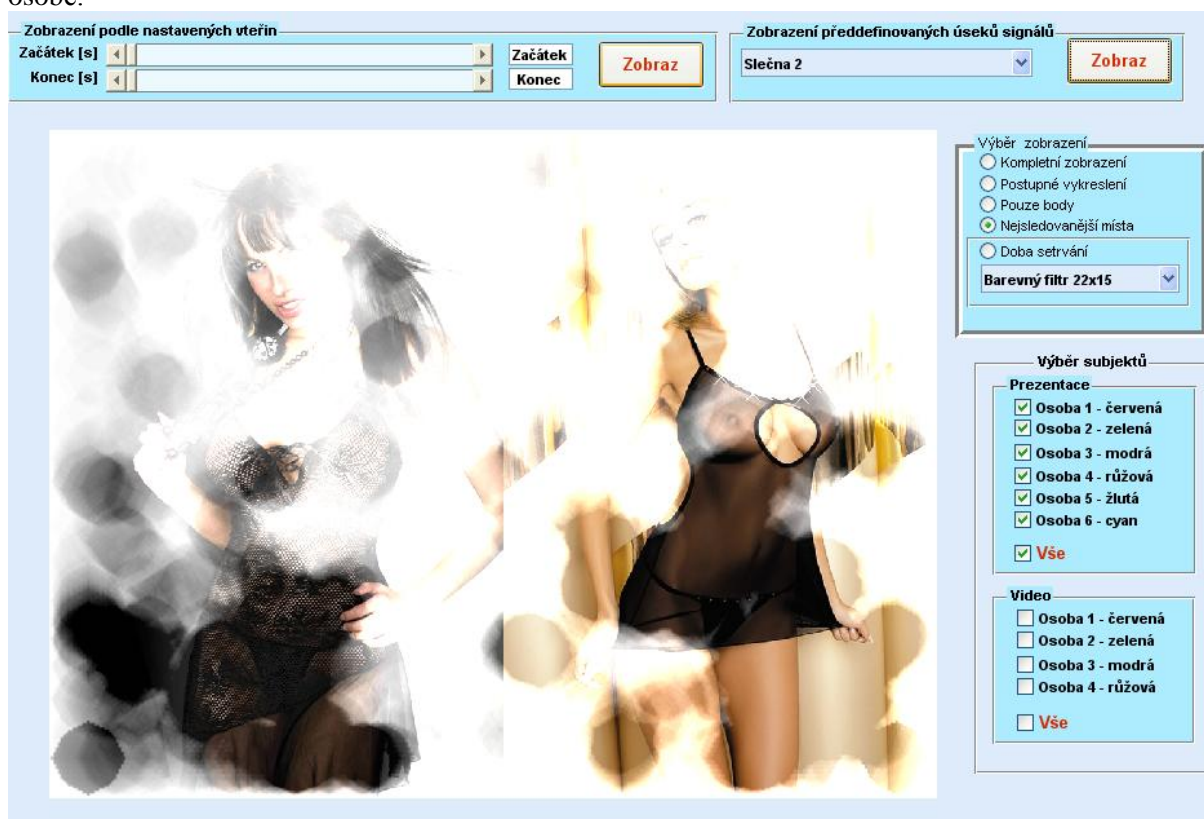 osobě.
Zobrazení podle nastavených vteřin
Začátek [s]
Začátek
Konec [s]
Konec
Zobraz
Zobrazení předdefinovaných úseků signálů
Slečna 2
Zobraz
Výběr zobrazení
Kompletní zobrazení
Postupné vykreslení
Pouze body
Nejsledovanější místa
Doba setrvání
Barevný filtr 22x15
Výběr subjektů
Prezentace
Osoba 1 - červená
Osoba 2 - zelená
Osoba 3 - modrá
Osoba 4 - růžová
Osoba 5 - žlutá
Osoba 6 - cyan
Vše
Video
Osoba 1 - červená
Osoba 2 - zelená
Osoba 3 - modrá
Osoba 4 - růžová
Vše